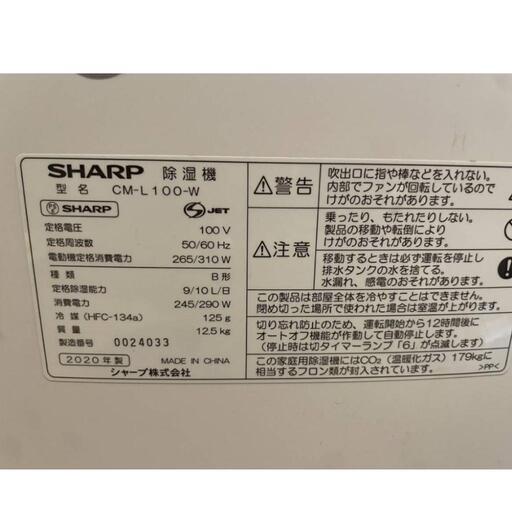 SHARP 除湿機
型名 CM-L100-W
PS E SHARP S JET
定格電圧 100 V
定格周波数 50/60 Hz
電動機定格消費電力 265/310 W
種類 B形
定格除湿能力 9/10 L/日
消費電力 245/290 W
冷媒 (HFC-134a) 125 g
質量 12.5 kg
製造番号 0024033
2020年製 MADE IN CHINA
シャープ株式会社
警告
吹出口に指や棒などを入れない。
内部でファンが回転しているので
けがのおそれがあります。
注意
乗ったり、もたれたりしない。
製品の移動や転倒により
けがのおそれがあります。
移動するときは必ず運転を停止し
排水タンクの水を捨てる。
水漏れ、感電のおそれがあります。
この製品は部屋全体を冷やすことはできません。
閉め切った場所で使われた場合は室温が上がります。
切り忘れ防止のため、運転開始から12時間後に
オートオフ機能が作動して自動停止します。
(停止時は切タイマーランプ「6」が点滅します)
この家庭用除湿機にはCO₂(温暖化ガス)179kgに
相当するフロン類が封入されています。
>PP<